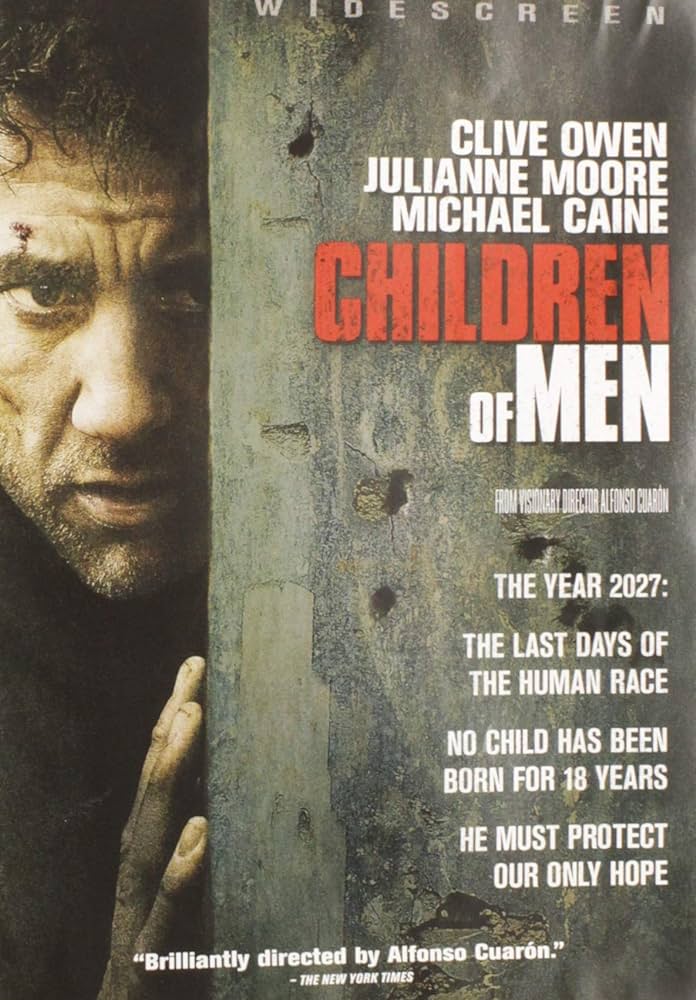 WIDESCREEN
CLIVE OWEN
JULIANNE MOORE
MICHAEL CAINE
CHILDREN
OF MEN
FROM VISIONARY DIRECTOR ALFONSO CUARÓN
THE YEAR 2027:
THE LAST DAYS OF
THE HUMAN RACE
NO CHILD HAS BEEN
BORN FOR 18 YEARS
HE MUST PROTECT
OUR ONLY HOPE
“Brilliantly directed by Alfonso Cuarón.”
– THE NEW YORK TIMES